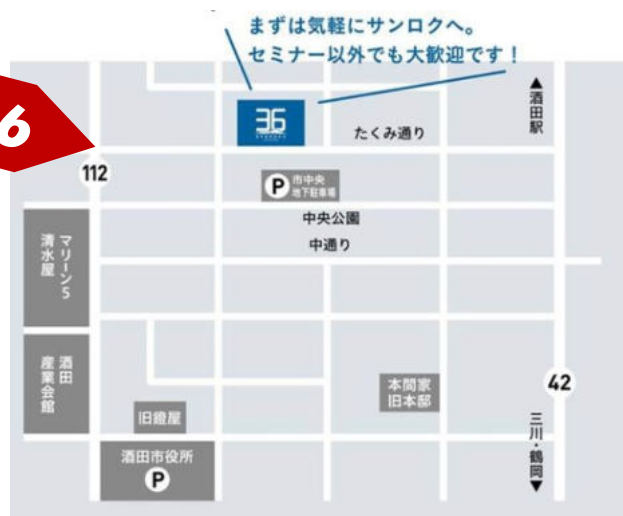 まずは気軽にサンロクへ。
セミナー以外でも大歓迎です！
▲酒田駅
36
たくみ通り
6
112
P 市中央
地下駐車場
中央公園
中通り
マリーン5
清水屋
酒田
産業会館
本間家
旧本邸
42
旧鐙屋
三川・鶴岡▼
酒田市役所
P